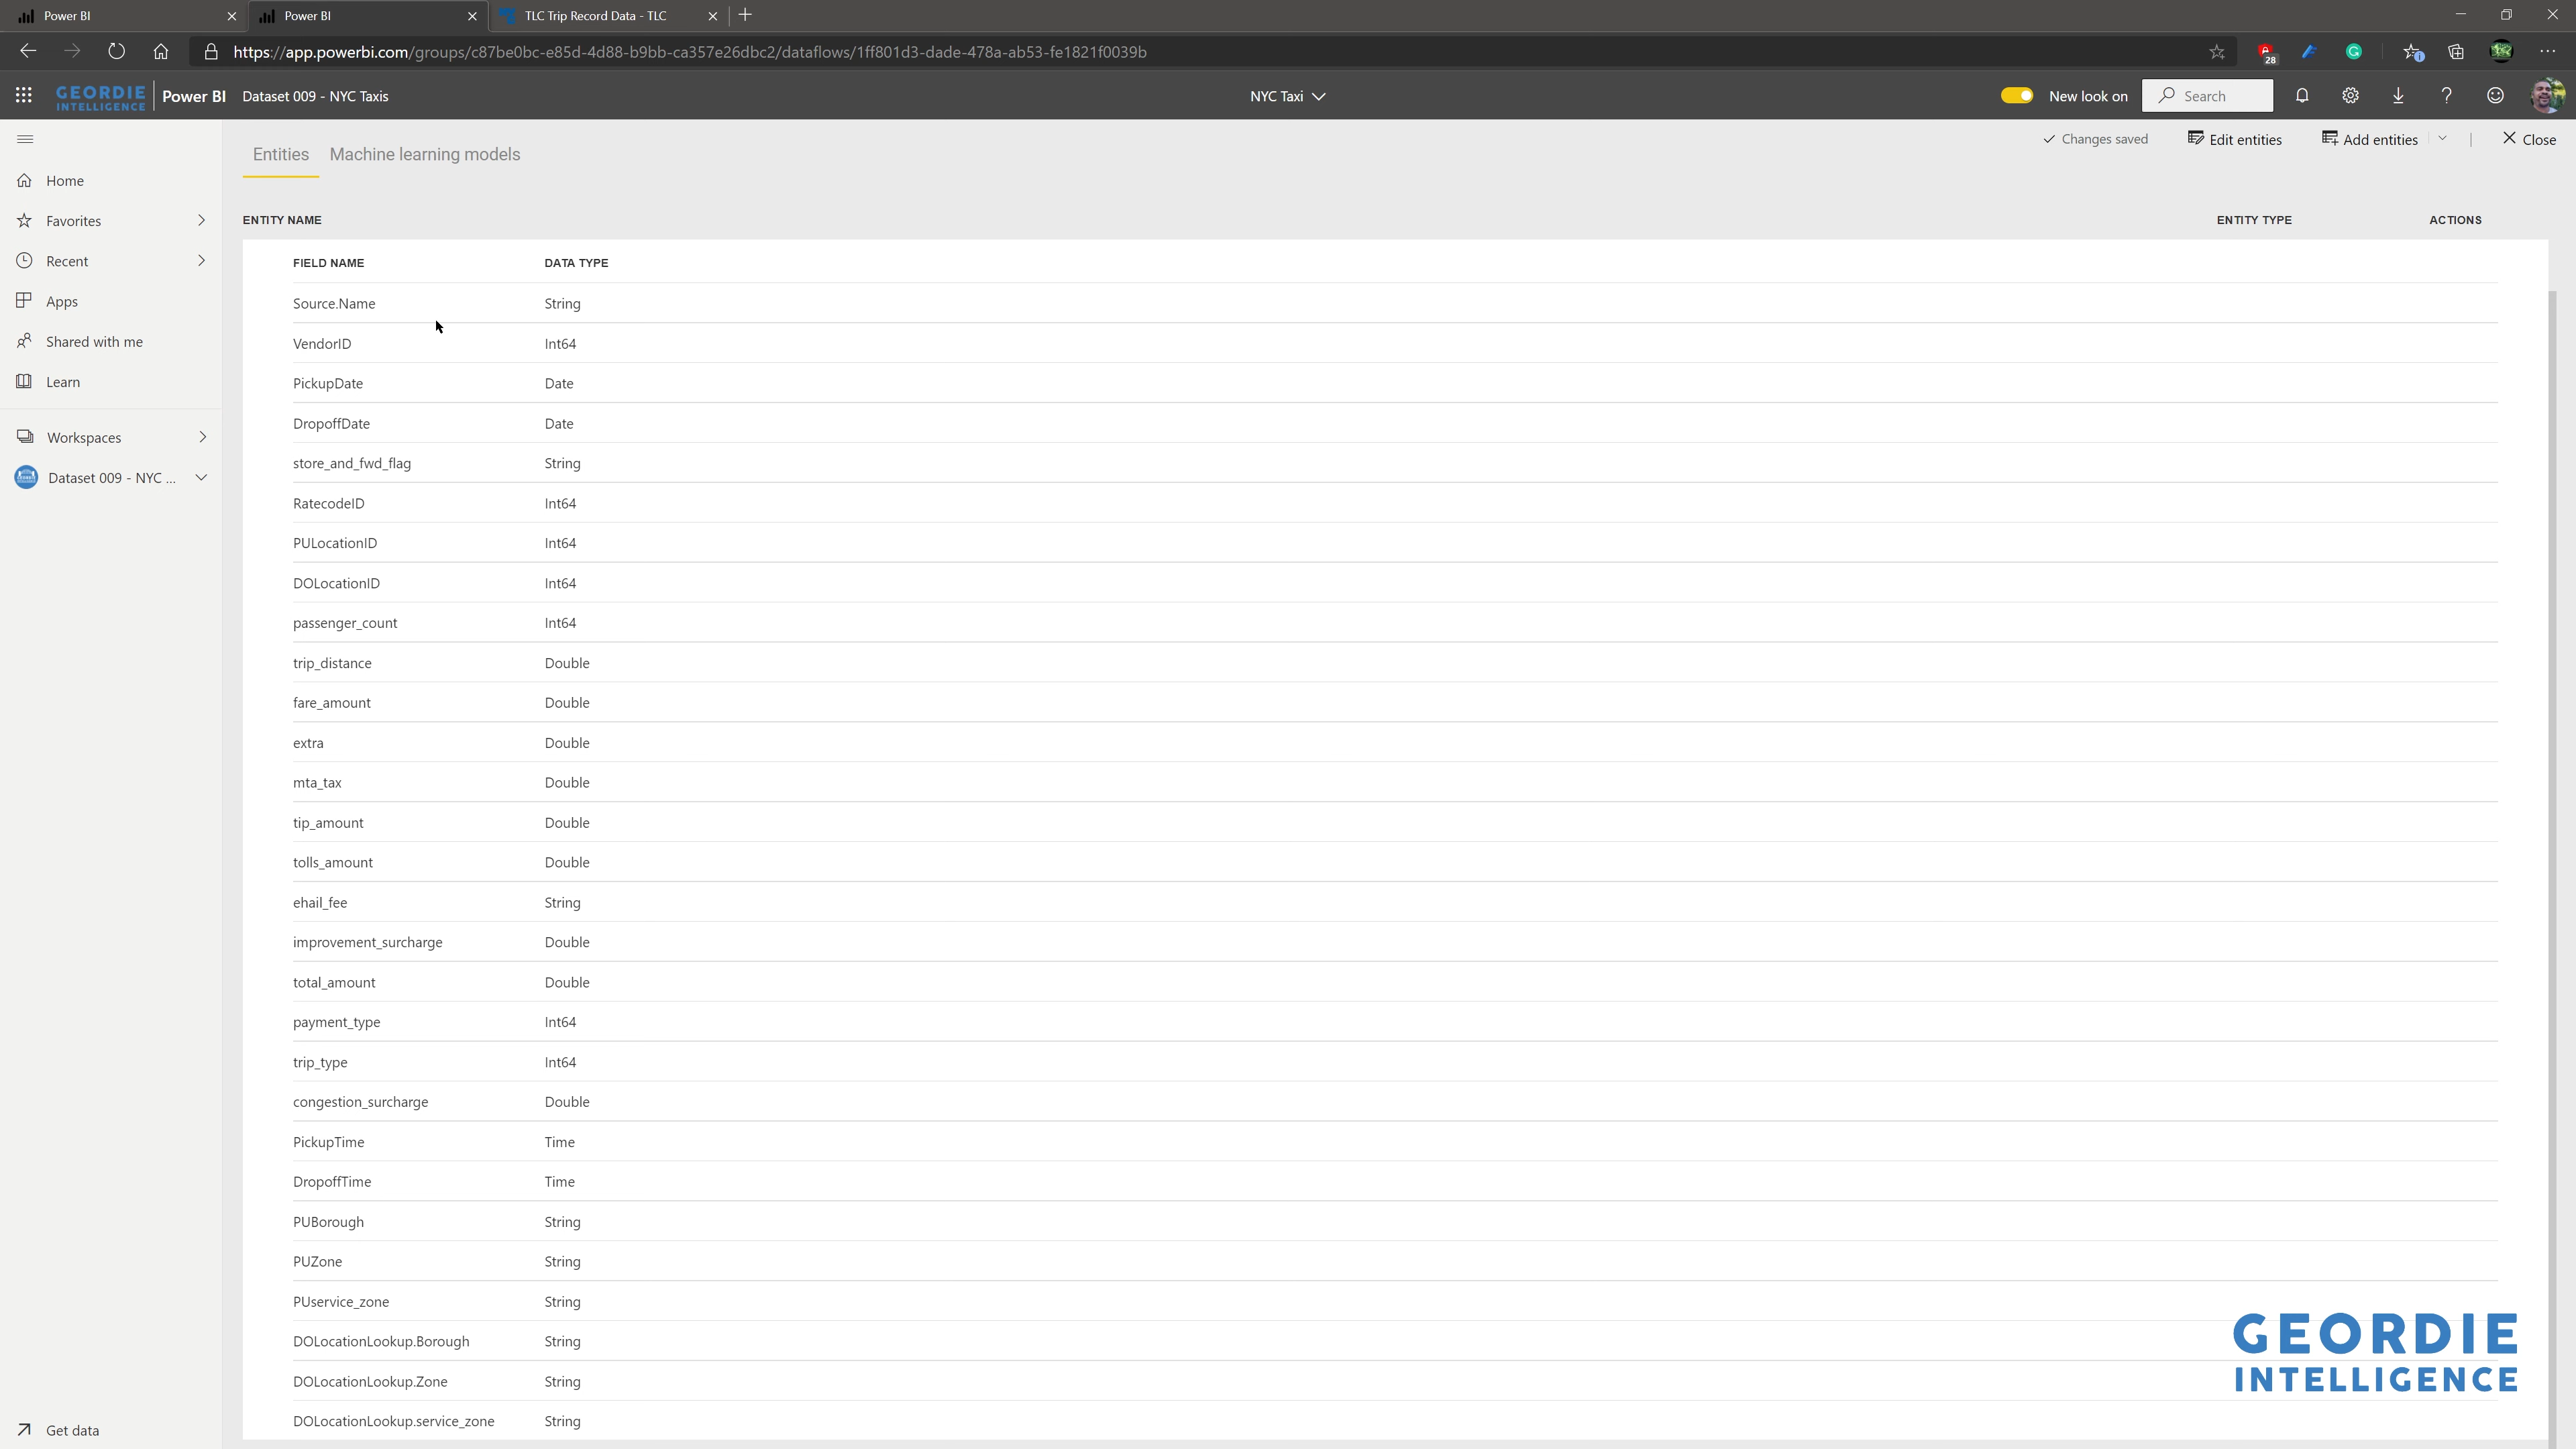 Power BI
Power BI
TLC Trip Record Data - TLC
https://app.powerbi.com/groups/c87be0bc-e85d-4d88-b9bb-ca357e26dbc2/dataflows/1ff801d3-dade-478a-ab53-fe1821f0039b
28
GEORDIE
INTELLIGENCE
Power BI
Dataset 009 - NYC Taxis
NYC Taxi
New look on
Search
Entities
Machine learning models
Changes saved
Edit entities
Add entities
Close
Home
Favorites
Recent
Apps
Shared with me
Learn
Workspaces
Dataset 009 - NYC ...
Get data
ENTITY NAME ENTITY TYPE ACTIONS
FIELD NAME DATA TYPE
Source.Name String
VendorID Int64
PickupDate Date
DropoffDate Date
store_and_fwd_flag String
RatecodeID Int64
PULocationID Int64
DOLocationID Int64
passenger_count Int64
trip_distance Double
fare_amount Double
extra Double
mta_tax Double
tip_amount Double
tolls_amount Double
ehail_fee String
improvement_surcharge Double
total_amount Double
payment_type Int64
trip_type Int64
congestion_surcharge Double
PickupTime Time
DropoffTime Time
PUBorough String
PUZone String
PUservice_zone String
DOLocationLookup.Borough String
DOLocationLookup.Zone String
DOLocationLookup.service_zone String
GEORDIE
INTELLIGENCE